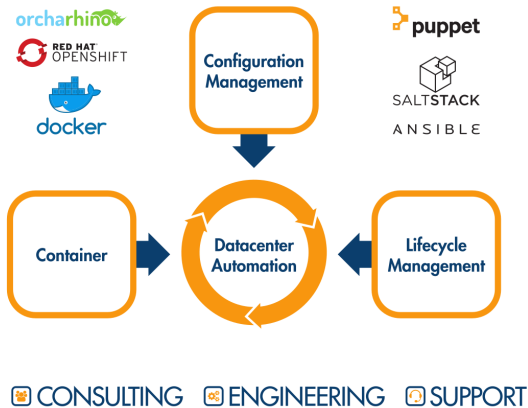 orcharhino
RED HAT
OPENSHIFT
docker
Configuration
Management
puppet
SALTSTACK
ANSIBLE
Container
Datacenter
Automation
Lifecycle
Management
CONSULTING
ENGINEERING
SUPPORT